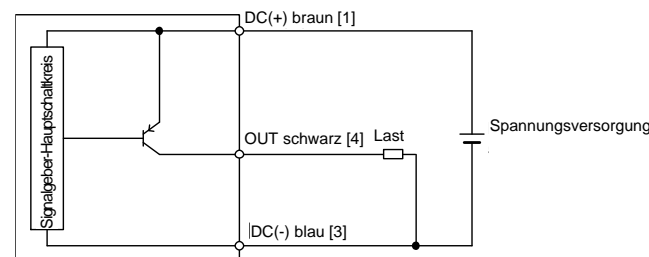 DC(+) braun [1]
Signalgeber-Hauptschaltkreis
OUT schwarz [4]
Last
Spannungsversorgung
DC(-) blau [3]